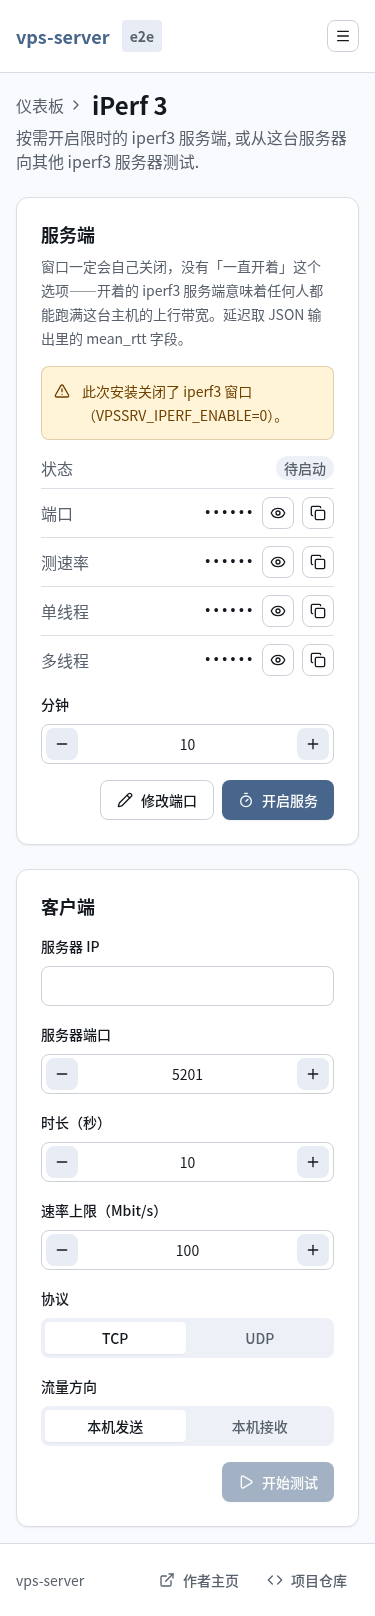 vps-server e2e
仪表板 iPerf 3
按需开启限时的 iperf3 服务端, 或从这台服务器
向其他 iperf3 服务器测试.
服务端
窗口一定会自己关闭，没有「一直开着」这个
选项——开着的 iperf3 服务端意味着任何人都
能跑满这台主机的上行带宽。延迟取 JSON 输
出里的 mean_rtt 字段。
此次安装关闭了 iperf3 窗口
（VPSSRV_IPERF_ENABLE=0）。
状态 待启动
端口 ••••••
测速率 ••••••
单线程 ••••••
多线程 ••••••
分钟
10
修改端口 开启服务
客户端
服务器 IP
服务器端口
5201
时长（秒）
10
速率上限（Mbit/s）
100
协议
TCP UDP
流量方向
本机发送 本机接收
开始测试
vps-server 作者主页 项目仓库